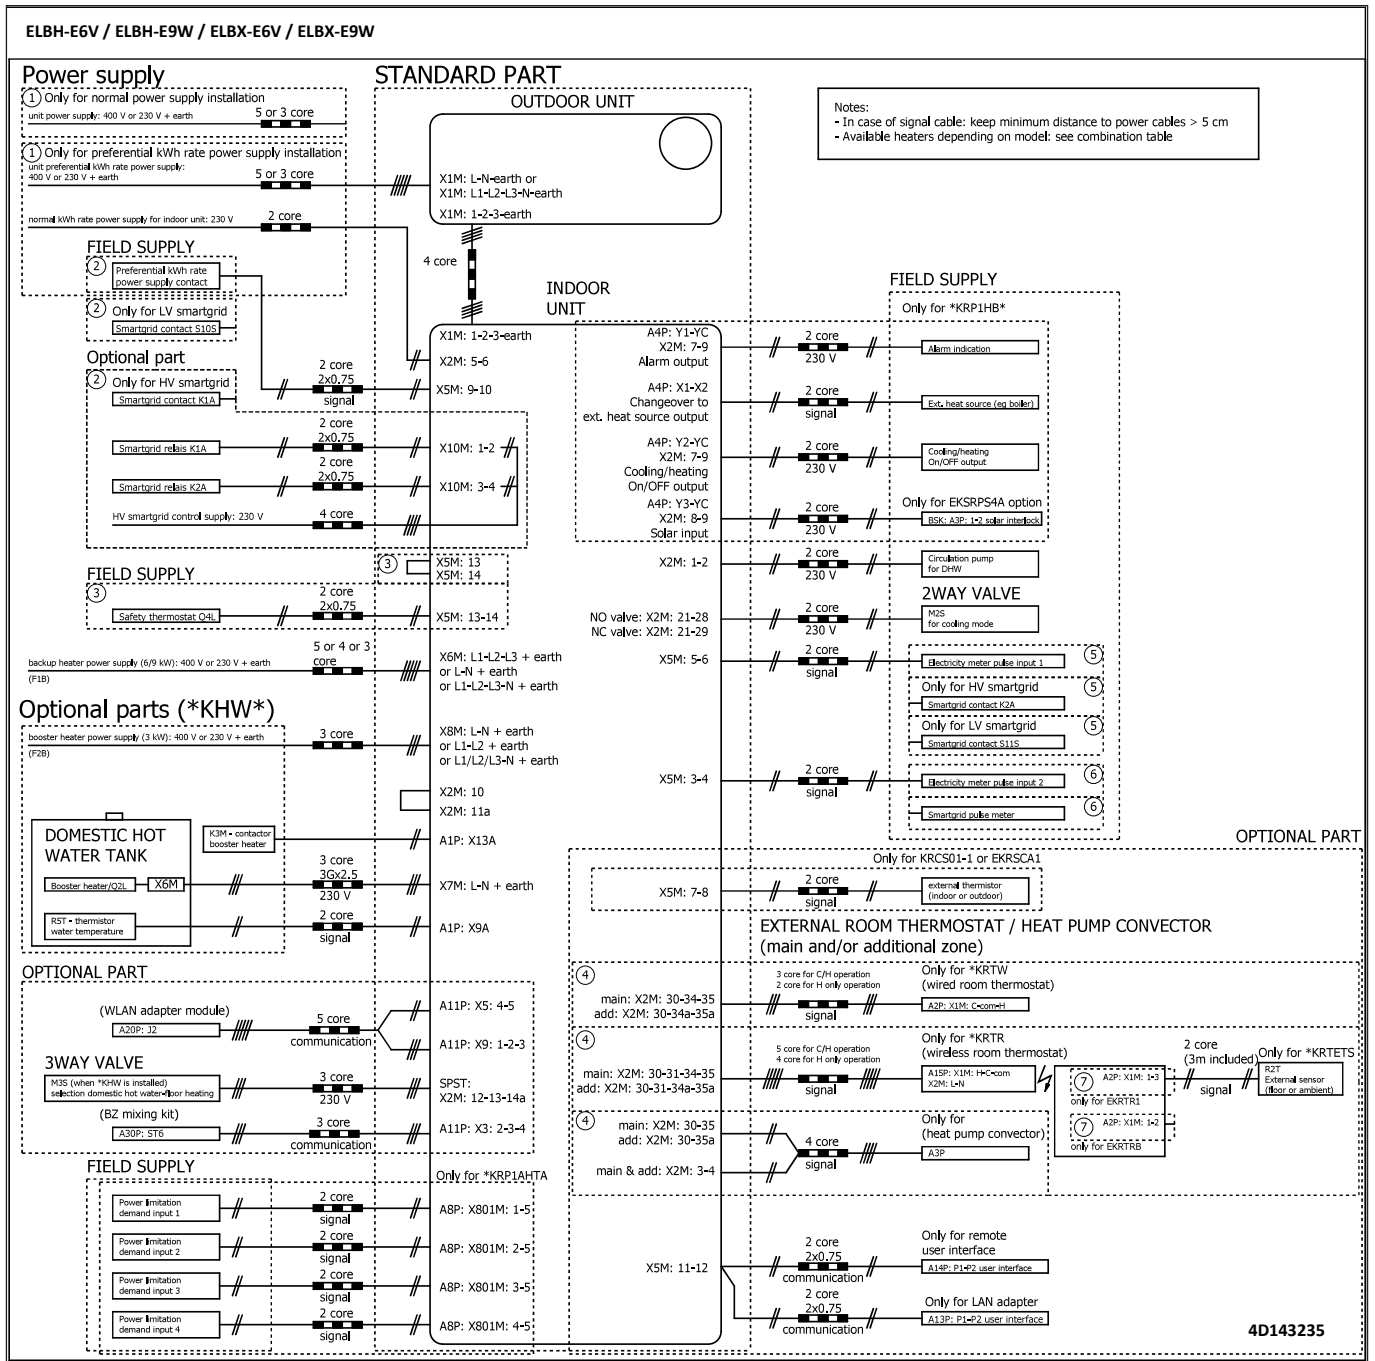 ELBH-E6V / ELBH-E9W / ELBX-E6V / ELBX-E9W
Power supply
1 Only for normal power supply installation
unit power supply: 400 V or 230 V + earth
5 or 3 core
1 Only for preferential kWh rate power supply installation
unit preferential kWh rate power supply:
400 V or 230 V + earth
5 or 3 core
normal kWh rate power supply for indoor unit: 230 V
2 core
FIELD SUPPLY
2
Preferential kWh rate
power supply contact
2 Only for LV smartgrid
Smartgrid contact S10S
Optional part
2 Only for HV smartgrid
Smartgrid contact K1A
2 core
2x0.75
signal
Smartgrid relais K1A
2 core
2x0.75
Smartgrid relais K2A
2 core
2x0.75
HV smartgrid control supply: 230 V
4 core
FIELD SUPPLY
3
Safety thermostat Q4L
2 core
2x0.75
backup heater power supply (6/9 kW): 400 V or 230 V + earth
(F1B)
5 or 4 or 3
core
Optional parts (*KHW*)
booster heater power supply (3 kW): 400 V or 230 V + earth
(F2B)
3 core
DOMESTIC HOT
WATER TANK
K3M - contactor
booster heater
Booster heater/Q2L
X6M
3 core
3Gx2.5
230 V
R5T - thermistor
water temperature
2 core
signal
OPTIONAL PART
(WLAN adapter module)
A20P: J2
5 core
communication
3WAY VALVE
M3S (when *KHW is installed)
selection domestic hot water-floor heating
3 core
230 V
(BZ mixing kit)
A30P: ST6
3 core
communication
FIELD SUPPLY
Only for *KRP1AHTA
Power limitation
demand input 1
2 core
signal
Power limitation
demand input 2
2 core
signal
Power limitation
demand input 3
2 core
signal
Power limitation
demand input 4
2 core
signal
STANDARD PART
OUTDOOR UNIT
X1M: L-N-earth or
X1M: L1-L2-L3-N-earth
X1M: 1-2-3-earth
4 core
INDOOR
UNIT
X1M: 1-2-3-earth
X2M: 5-6
X5M: 9-10
X10M: 1-2
X10M: 3-4
3
X5M: 13
X5M: 14
X5M: 13-14
X6M: L1-L2-L3 + earth
or L-N + earth
or L1-L2-L3-N + earth
X8M: L-N + earth
or L1-L2 + earth
or L1/L2/L3-N + earth
X2M: 10
X2M: 11a
A1P: X13A
X7M: L-N + earth
A1P: X9A
A11P: X5: 4-5
A11P: X9: 1-2-3
SPST:
X2M: 12-13-14a
A11P: X3: 2-3-4
A8P: X801M: 1-5
A8P: X801M: 2-5
A8P: X801M: 3-5
A8P: X801M: 4-5
Notes:
- In case of signal cable: keep minimum distance to power cables > 5 cm
- Available heaters depending on model: see combination table
FIELD SUPPLY
Only for *KRP1HB*
A4P: Y1-YC
X2M: 7-9
Alarm output
2 core
230 V
Alarm indication
A4P: X1-X2
Changeover to
ext. heat source output
2 core
signal
Ext. heat source (eg boiler)
A4P: Y2-YC
X2M: 7-9
Cooling/heating
On/OFF output
2 core
230 V
Cooling/heating
On/OFF output
A4P: Y3-YC
X2M: 8-9
Solar input
2 core
230 V
Only for EKSRPS4A option
BSK: A3P: 1-2 solar interlock
X2M: 1-2
2 core
230 V
Circulation pump
for DHW
2WAY VALVE
NO valve: X2M: 21-28
NC valve: X2M: 21-29
2 core
230 V
M2S
for cooling mode
X5M: 5-6
2 core
signal
Electricity meter pulse input 1
5
Only for HV smartgrid
5
Smartgrid contact K2A
Only for LV smartgrid
5
Smartgrid contact S11S
X5M: 3-4
2 core
signal
Electricity meter pulse input 2
6
Smartgrid pulse meter
6
OPTIONAL PART
Only for KRCS01-1 or EKRSCA1
X5M: 7-8
2 core
signal
external thermistor
(indoor or outdoor)
EXTERNAL ROOM THERMOSTAT / HEAT PUMP CONVECTOR
(main and/or additional zone)
4
main: X2M: 30-34-35
add: X2M: 30-34a-35a
3 core for C/H operation
2 core for H only operation
signal
Only for *KRTW
(wired room thermostat)
A2P: X1M: C-com-H
4
main: X2M: 30-31-34-35
add: X2M: 30-31-34a-35a
5 core for C/H operation
4 core for H only operation
signal
Only for *KRTR
(wireless room thermostat)
A15P: X1M: H-C-com
X2M: L-N
7 A2P: X1M: 1-3
only for EKRTR1
7 A2P: X1M: 1-2
only for EKRTRB
2 core
(3m included)
signal
Only for *KRTETS
R2T
External sensor
(floor or ambient)
4
main: X2M: 30-35
add: X2M: 30-35a
main & add: X2M: 3-4
4 core
signal
Only for
(heat pump convector)
A3P
X5M: 11-12
2 core
2x0.75
communication
Only for remote
user interface
A14P: P1-P2 user interface
2 core
2x0.75
communication
Only for LAN adapter
A13P: P1-P2 user interface
4D143235